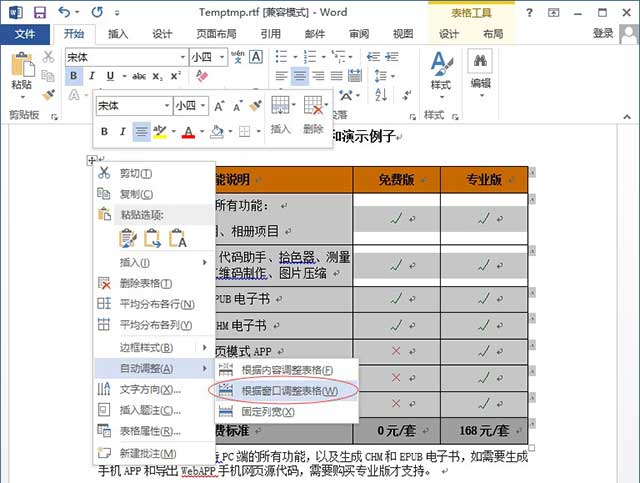 Temptmp.rtf [兼容模式] - Word
表格工具
文件
开始
插入
设计
页面布局
引用
邮件
审阅
视图
设计
布局
登录
粘贴
剪贴板
宋体
小四
B I U abc X₂ X²
样式
样式
编辑
宋体
小四
B I
插入
删除
和演示例子
能说明
免费版
专业版
所有功能:
相册项目
代码助手、拾色器、测量
维码制作、图片压缩
EPUB 电子书
CHM 电子书
页模式 APP
费标准
0 元/套
168 元/套
PC 端的所有功能,以及生成 CHM 和 EPUB 电子书,如需要生成
手机 APP 和导出 WebAPP 手机网页源代码,需要购买专业版才支持。
剪切(T)
复制(C)
粘贴选项:
插入(I)
删除表格(T)
平均分布各行(N)
平均分布各列(Y)
边框样式(B)
自动调整(A)
文字方向(X)...
插入题注(C)...
表格属性(R)...
新建批注(M)
根据内容调整表格(F)
根据窗口调整表格(W)
固定列宽(X)